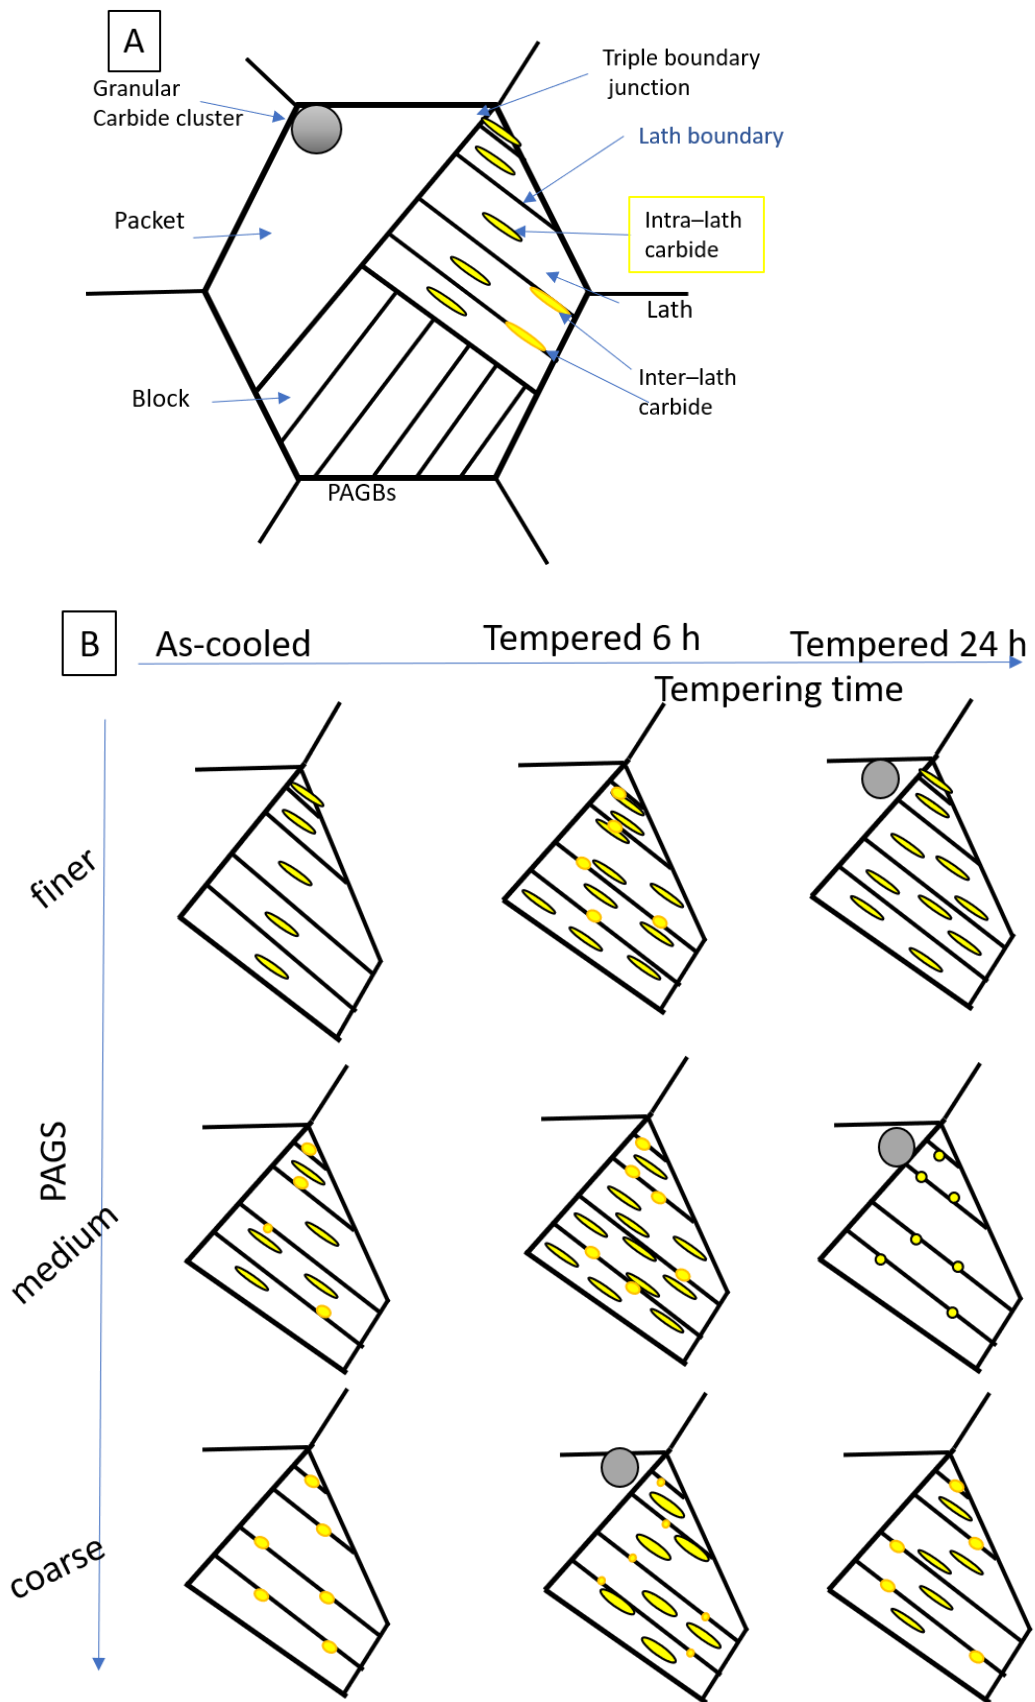 A
Granular
Carbide cluster
Triple boundary
junction
Lath boundary
Packet
Intra–lath
carbide
Lath
Inter–lath
carbide
Block
PAGBs
B
As-cooled
Tempered 6 h
Tempered 24 h
Tempering time
finer
PAGS
medium
coarse